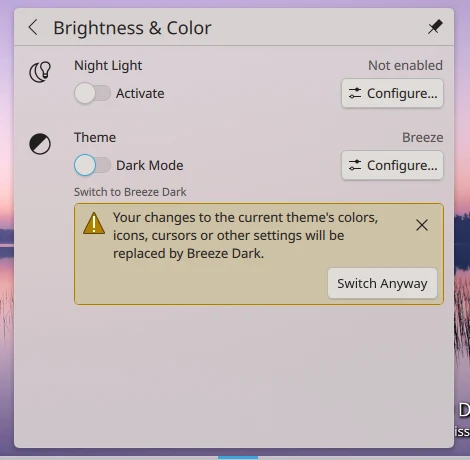 Brightness & Color
Night Light
Not enabled
Activate
Configure...
Theme
Breeze
Dark Mode
Configure...
Switch to Breeze Dark
Your changes to the current theme's colors,
icons, cursors or other settings will be
replaced by Breeze Dark.
Switch Anyway
D
iss